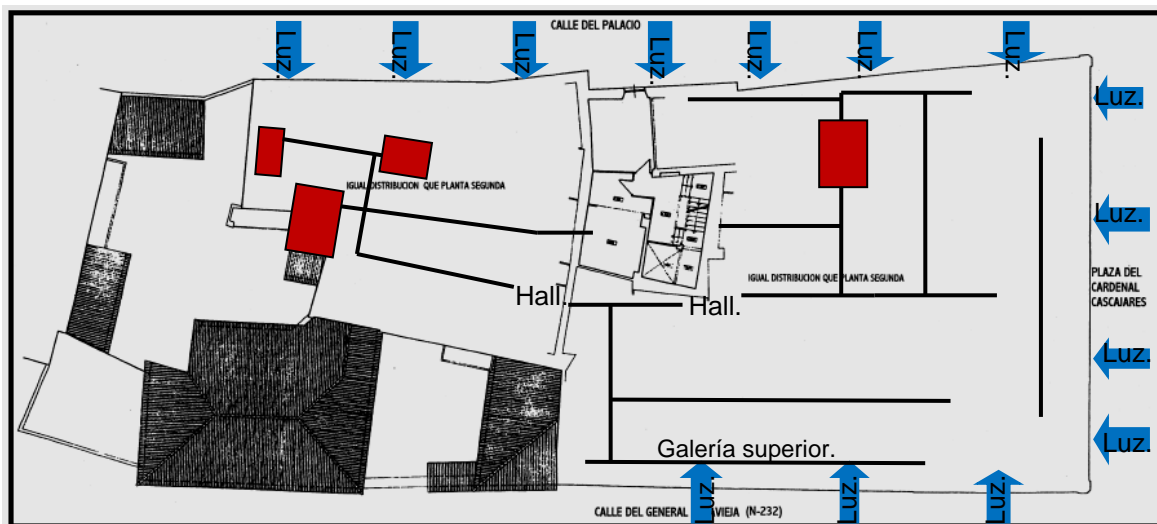 CALLE DEL PALACIO
Luz.
Luz.
Luz.
Luz.
Luz.
Luz.
Luz.
Luz.
IGUAL DISTRIBUCION QUE PLANTA SEGUNDA
Luz.
PLAZA DEL
CARDENAL
CASCAJARES
IGUAL DISTRIBUCION QUE PLANTA SEGUNDA
Hall.
Hall.
Luz.
Luz.
Galería superior.
Luz.
Luz.
Luz.
CALLE DEL GENERAL VIEJA (N-232)